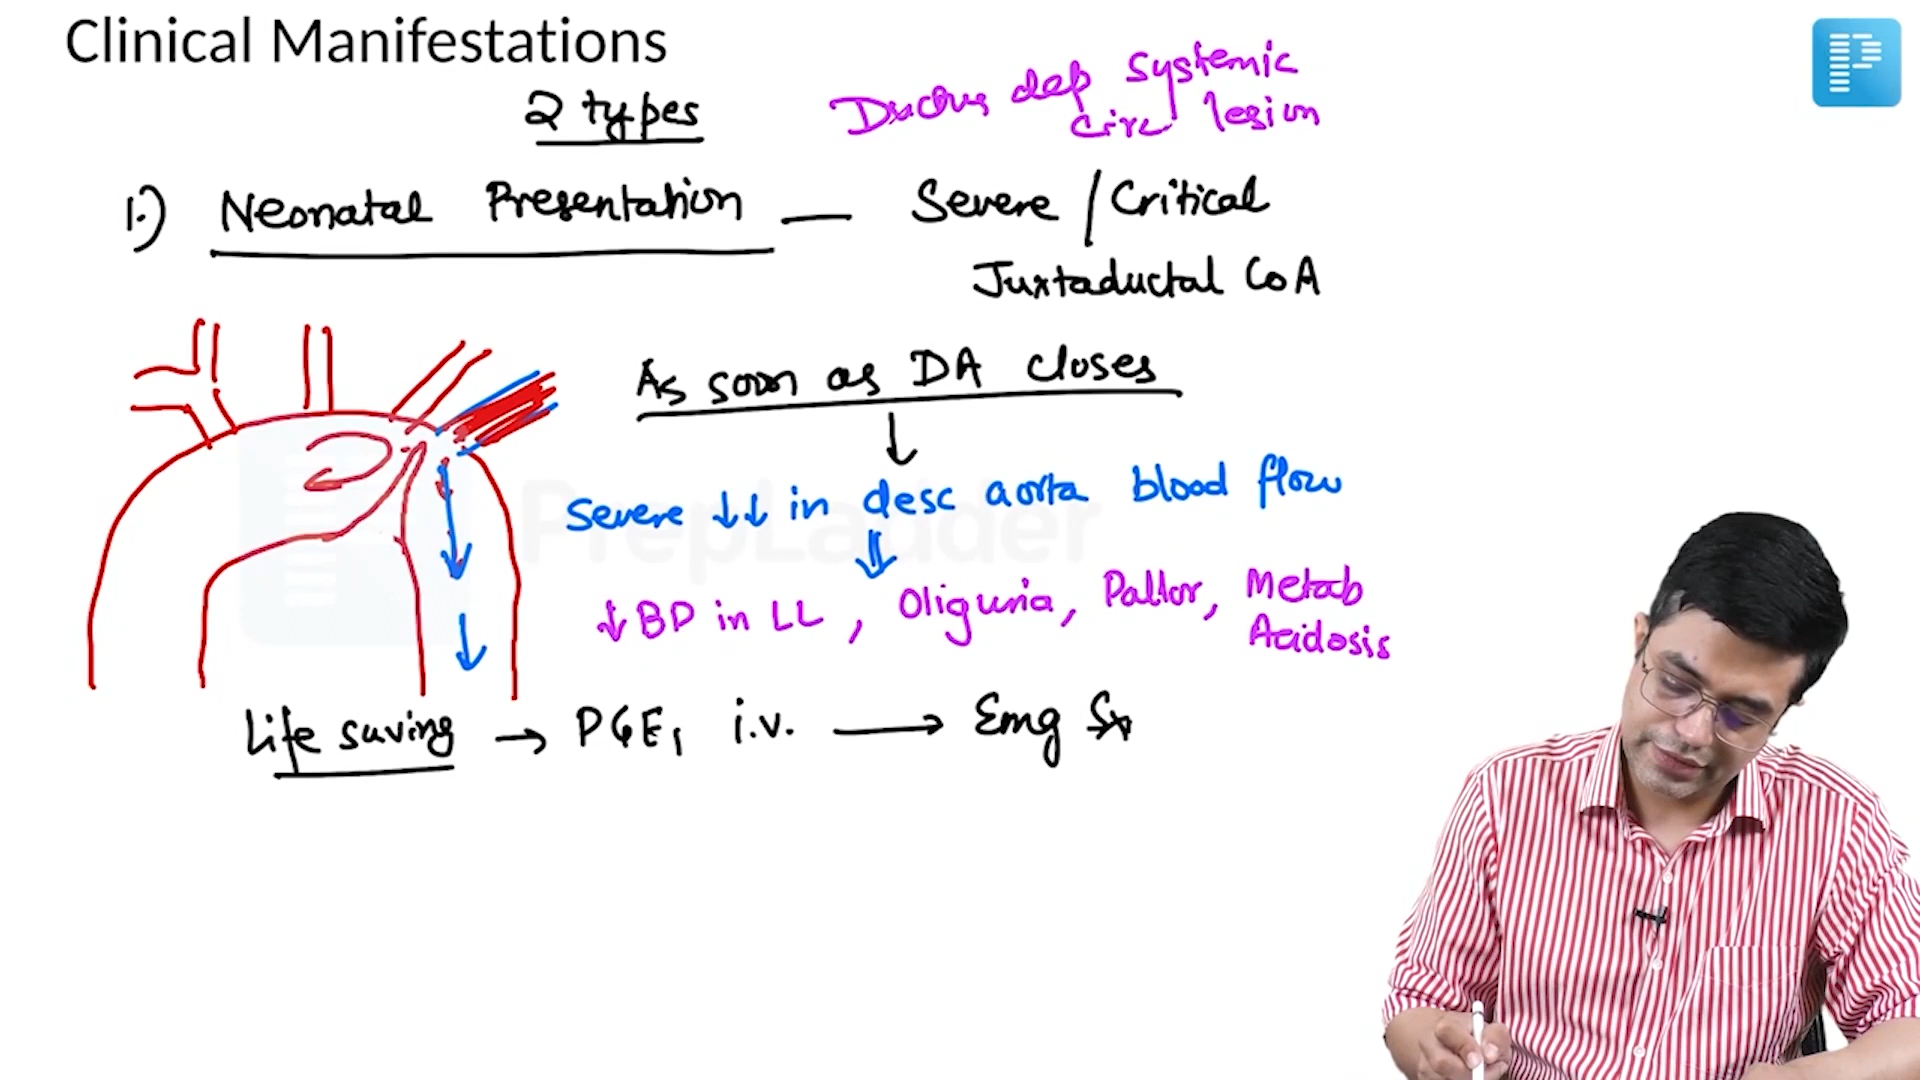 Clinical Manifestations
2 types
Ductus dep systemic
circ lesion
1.) Neonatal Presentation — Severe / Critical
Juxtaductal CoA
As soon as DA closes
↓
Severe ↓↓ in desc aorta blood flow
⇓
↓BP in LL, Oliguria, Pallor, Metab
Acidosis
PrepLadder
Life saving → PGE1 i.v. → Emg Sx